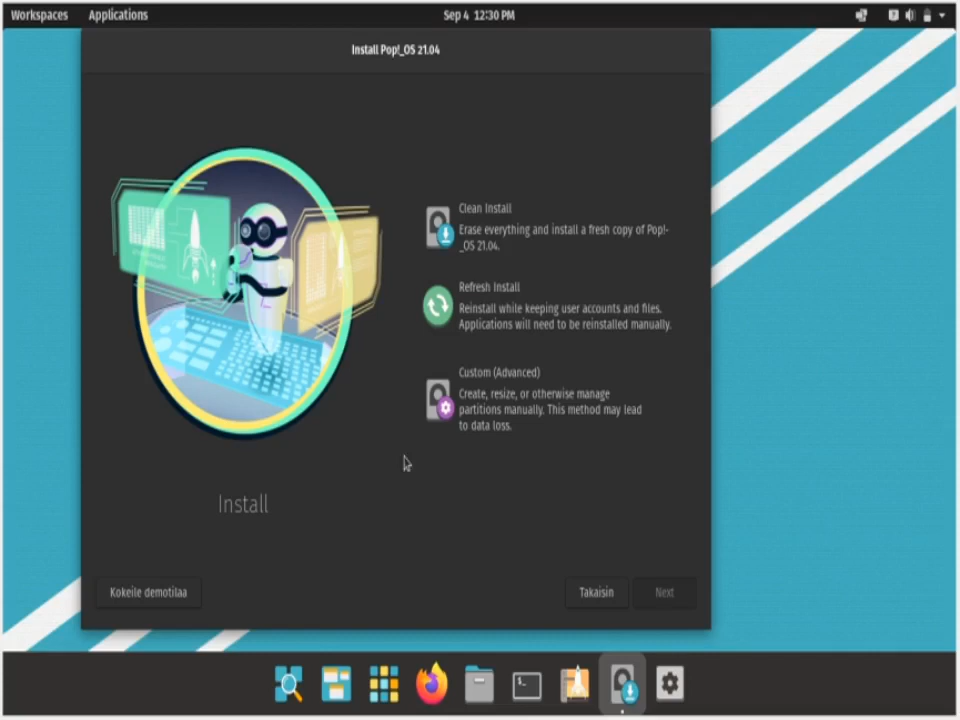 Workspaces Applications Sep 4 12:30 PM
Install Pop!_OS 21.04
Clean Install
Erase everything and install a fresh copy of Pop!-
_OS 21.04.
Refresh Install
Reinstall while keeping user accounts and files.
Applications will need to be reinstalled manually.
Custom (Advanced)
Create, resize, or otherwise manage
partitions manually. This method may lead
to data loss.
Install
Kokeile demotilaa Takaisin Next